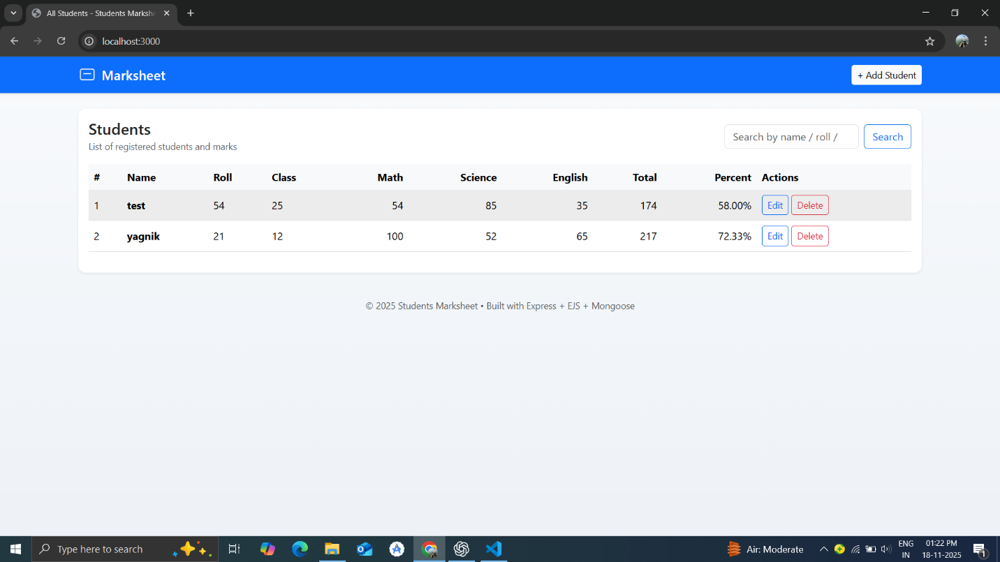 All Students - Students Markshe
localhost:3000
Marksheet
+ Add Student
Students
List of registered students and marks
Search by name / roll /
Search
# Name Roll Class Math Science English Total Percent Actions
1 test 54 25 54 85 35 174 58.00% Edit Delete
2 yagnik 21 12 100 52 65 217 72.33% Edit Delete
© 2025 Students Marksheet • Built with Express + EJS + Mongoose
Type here to search
Air: Moderate
ENG
IN
01:22 PM
18-11-2025
1